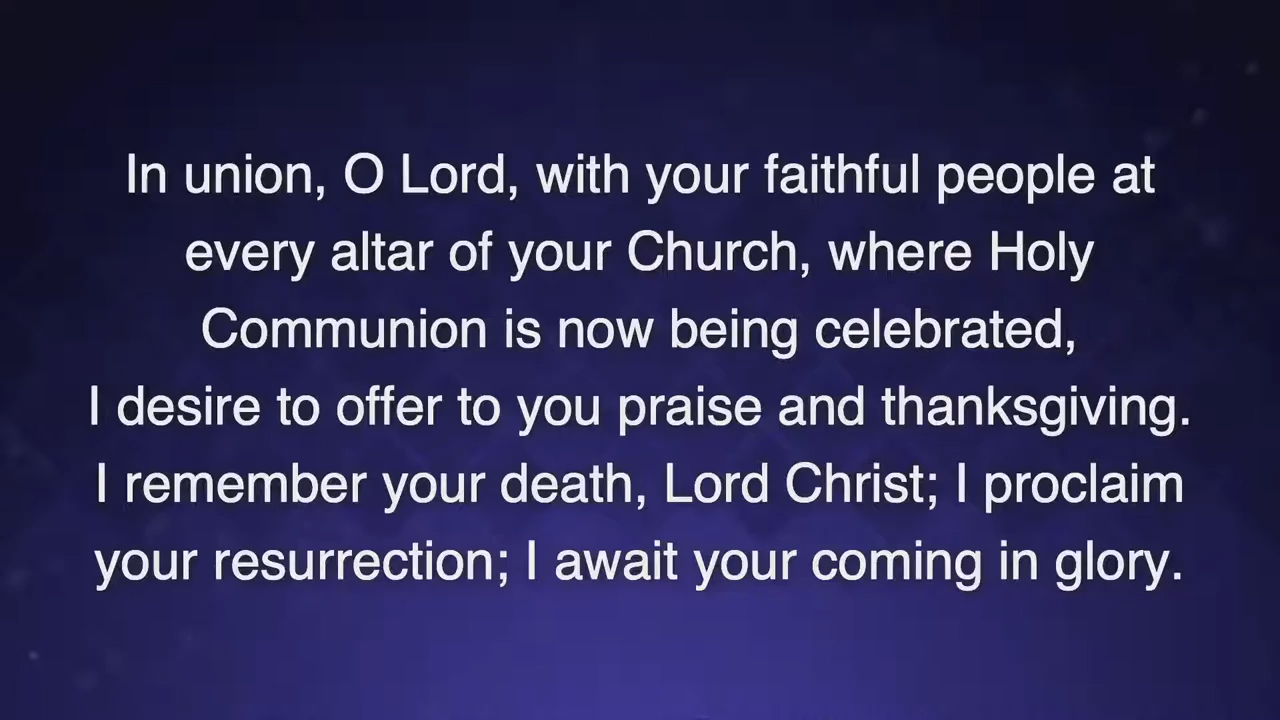 In union, O Lord, with your faithful people at
every altar of your Church, where Holy
Communion is now being celebrated,
I desire to offer to you praise and thanksgiving.
I remember your death, Lord Christ; I proclaim
your resurrection; I await your coming in glory.